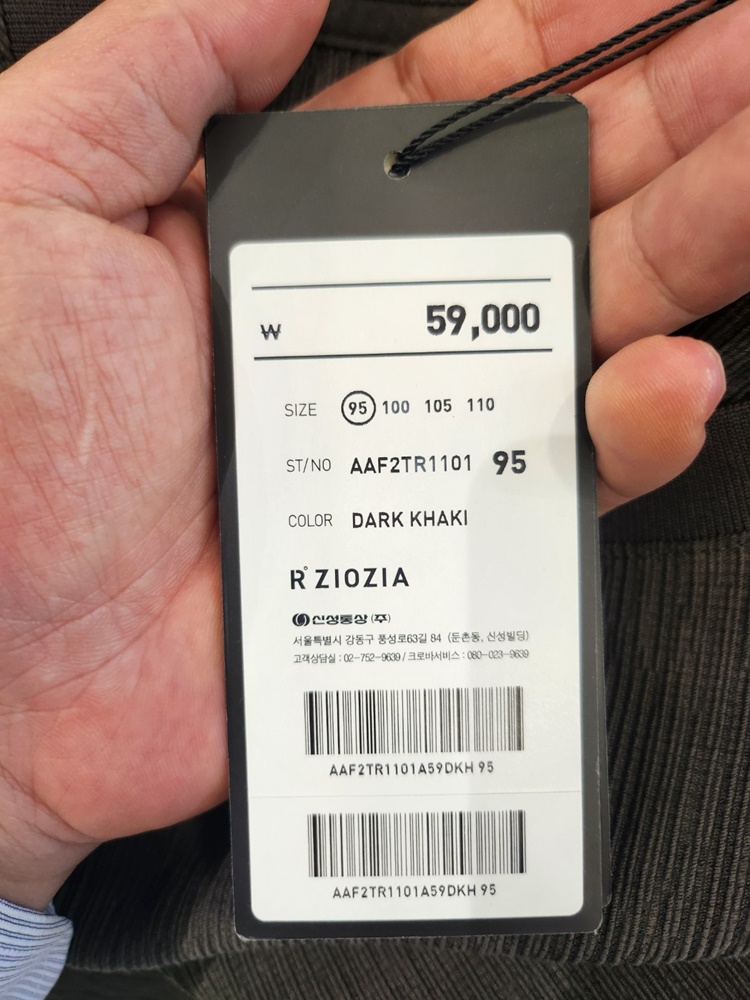 ₩ 59,000
SIZE 95 100 105 110
ST/NO AAF2TR1101 95
COLOR DARK KHAKI
R° ZIOZIA
신성통상 (주)
서울특별시 강동구 풍성로63길 84 (둔촌동, 신성빌딩)
고객상담실 : 02-752-9639 / 크로바서비스 : 080-023-9639
AAF2TR1101A59DKH 95
AAF2TR1101A59DKH 95